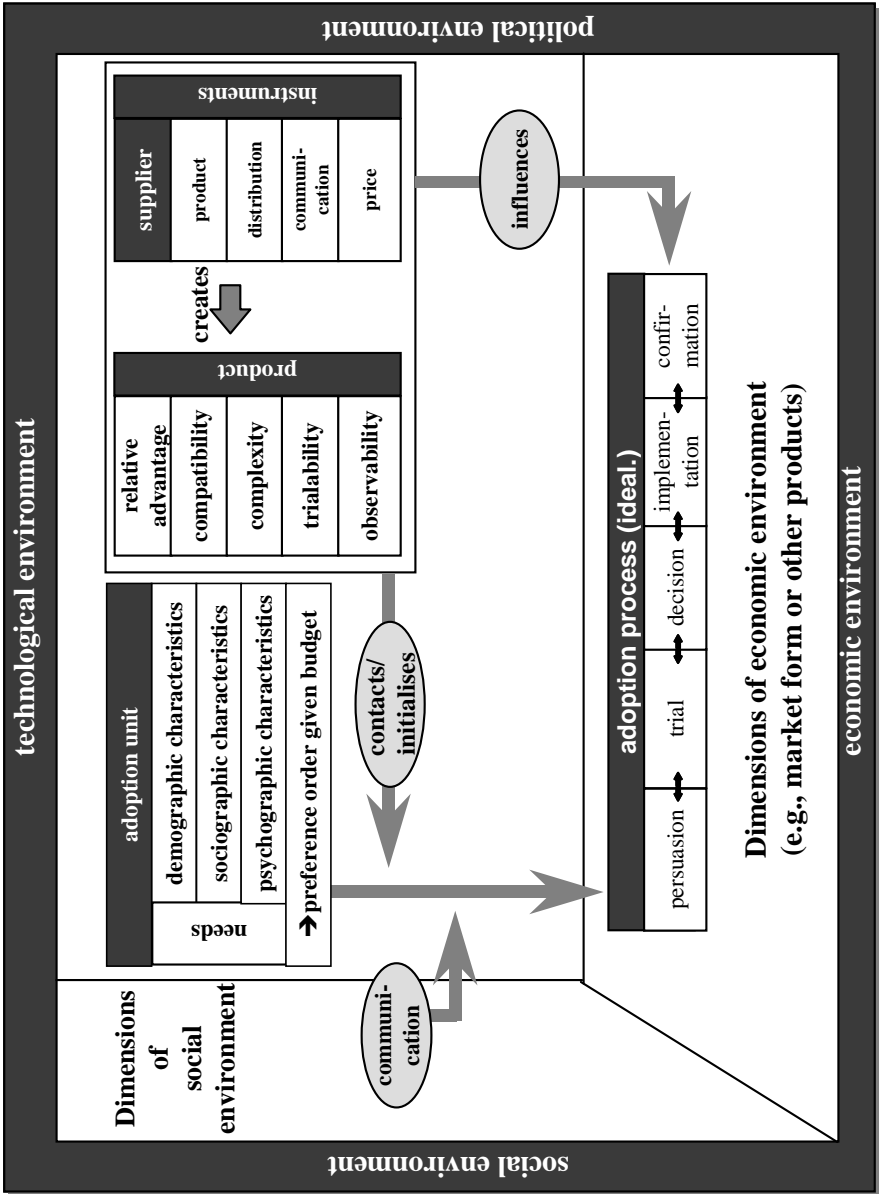 technological environment
Dimensions
of
social
environment
adoption unit
needs
demographic characteristics
sociographic characteristics
psychographic characteristics
➔preference order given budget
product
relative
advantage
compatibility
complexity
trialability
observability
creates
supplier
instruments
product
distribution
communi-
cation
price
communi-
cation
contacts/
initialises
influences
adoption process (ideal.)
persuasion
trial
decision
implemen-
tation
confir-
mation
Dimensions of economic environment
(e.g., market form or other products)
social environment
political environment
economic environment